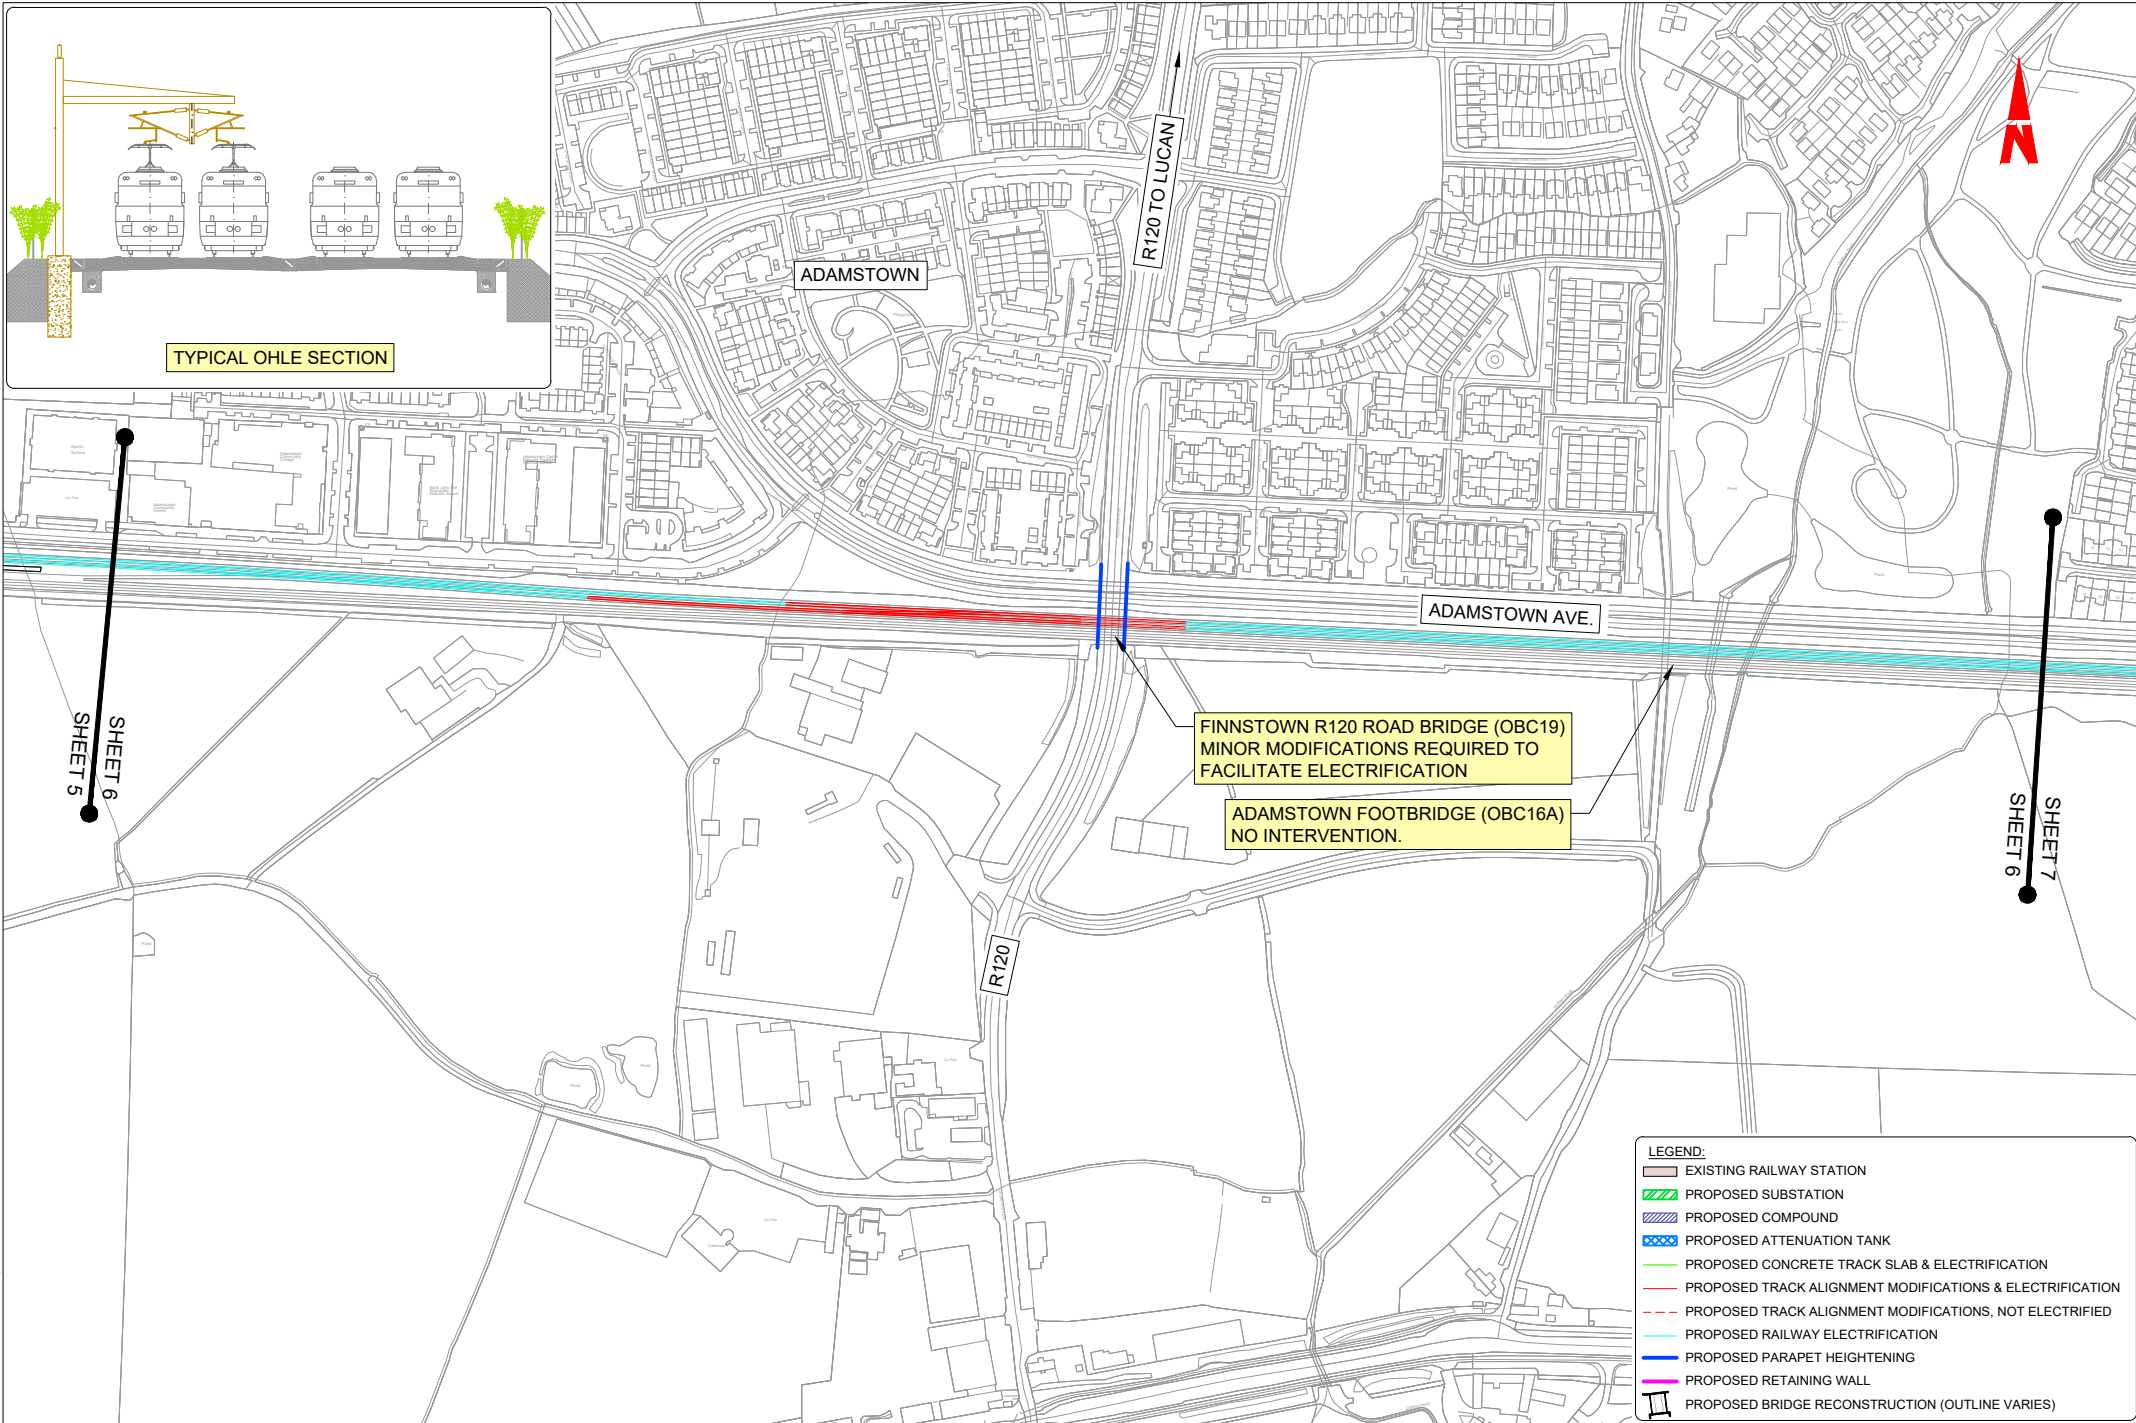 TYPICAL OHLE SECTION
ADAMSTOWN
R120 TO LUCAN
N
ADAMSTOWN AVE.
SHEET 5
SHEET 6
FINNSTOWN R120 ROAD BRIDGE (OBC19)
MINOR MODIFICATIONS REQUIRED TO
FACILITATE ELECTRIFICATION
ADAMSTOWN FOOTBRIDGE (OBC16A)
NO INTERVENTION.
SHEET 6
SHEET 7
R120
Pond
Pond
Pond
LEGEND:
EXISTING RAILWAY STATION
PROPOSED SUBSTATION
PROPOSED COMPOUND
PROPOSED ATTENUATION TANK
PROPOSED CONCRETE TRACK SLAB & ELECTRIFICATION
PROPOSED TRACK ALIGNMENT MODIFICATIONS & ELECTRIFICATION
PROPOSED TRACK ALIGNMENT MODIFICATIONS, NOT ELECTRIFIED
PROPOSED RAILWAY ELECTRIFICATION
PROPOSED PARAPET HEIGHTENING
PROPOSED RETAINING WALL
PROPOSED BRIDGE RECONSTRUCTION (OUTLINE VARIES)